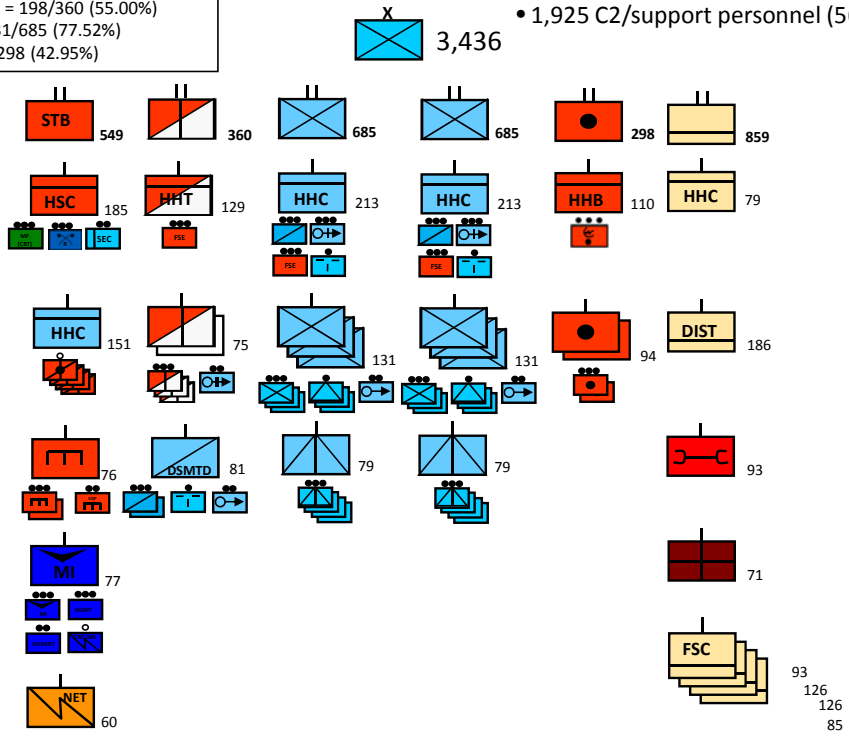 = 198/360 (55.00%)
/685 (77.52%)
298 (42.95%)
X
3,436
• 1,925 C2/support personnel
STB
549
360
685
685
298
859
HSC
185
HHT
129
HHC
213
HHC
213
HHB
110
HHC
79
MP
(CBT)
SEC
FSE
FSE
FSE
HHC
151
75
131
131
94
DIST
186
76
DSMTD
81
79
79
93
MI
77
71
FSC
93
126
126
85
NET
60